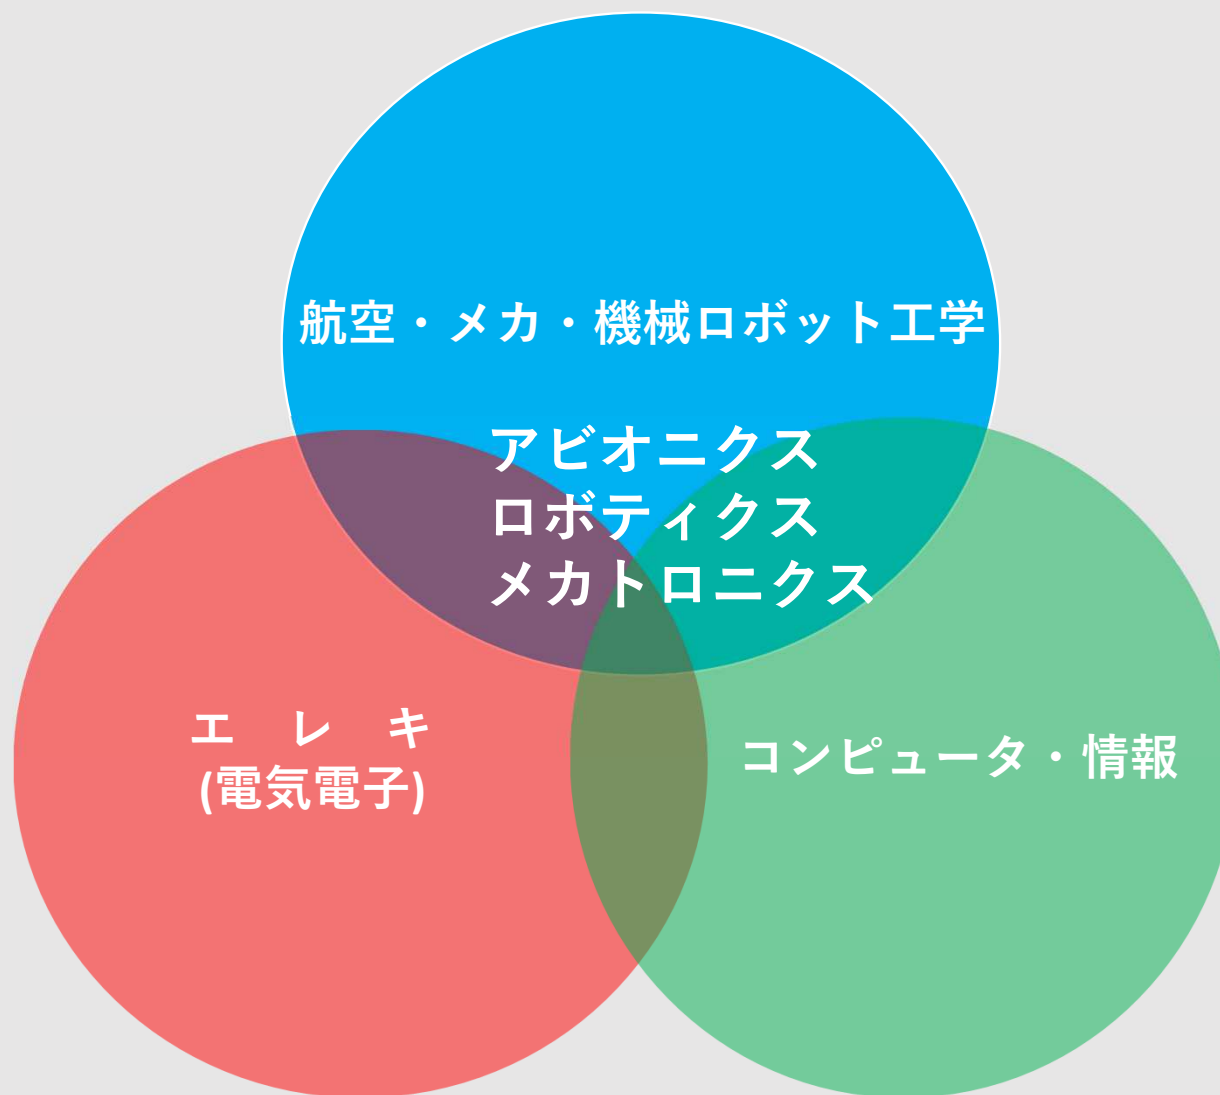 航空・メカ・機械ロボット工学
アビオニクス
ロボティクス
メカトロニクス
エ　レ　キ
(電気電子)
コンピュータ・情報